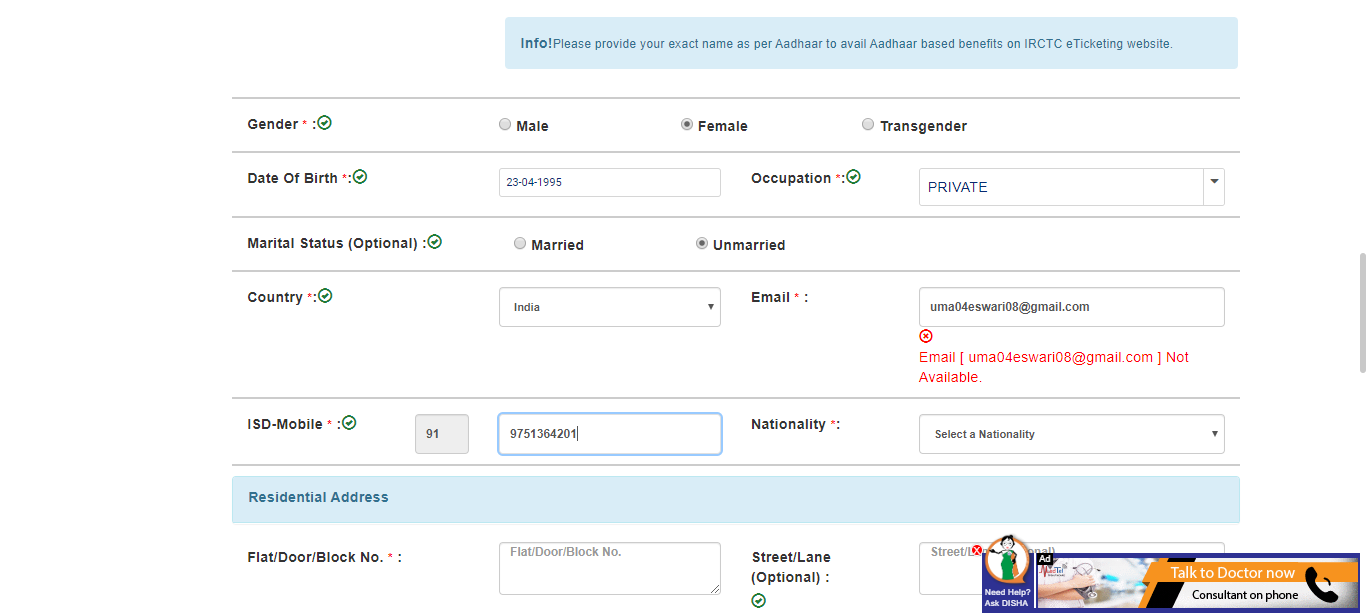 Info!Please provide your exact name as per Aadhaar to avail Aadhaar based benefits on IRCTC eTicketing website.
Gender * : Male Female Transgender
Date Of Birth *: 23-04-1995 Occupation *: PRIVATE
Marital Status (Optional) : Married Unmarried
Country *: India Email * : uma04eswari08@gmail.com
Email [ uma04eswari08@gmail.com ] Not
Available.
ISD-Mobile * : 91 9751364201 Nationality *: Select a Nationality
Residential Address
Flat/Door/Block No. * : Flat/Door/Block No. Street/Lane
(Optional) :
Ad
Talk to Doctor now
Need Help? Consultant on phone
Ask DISHA